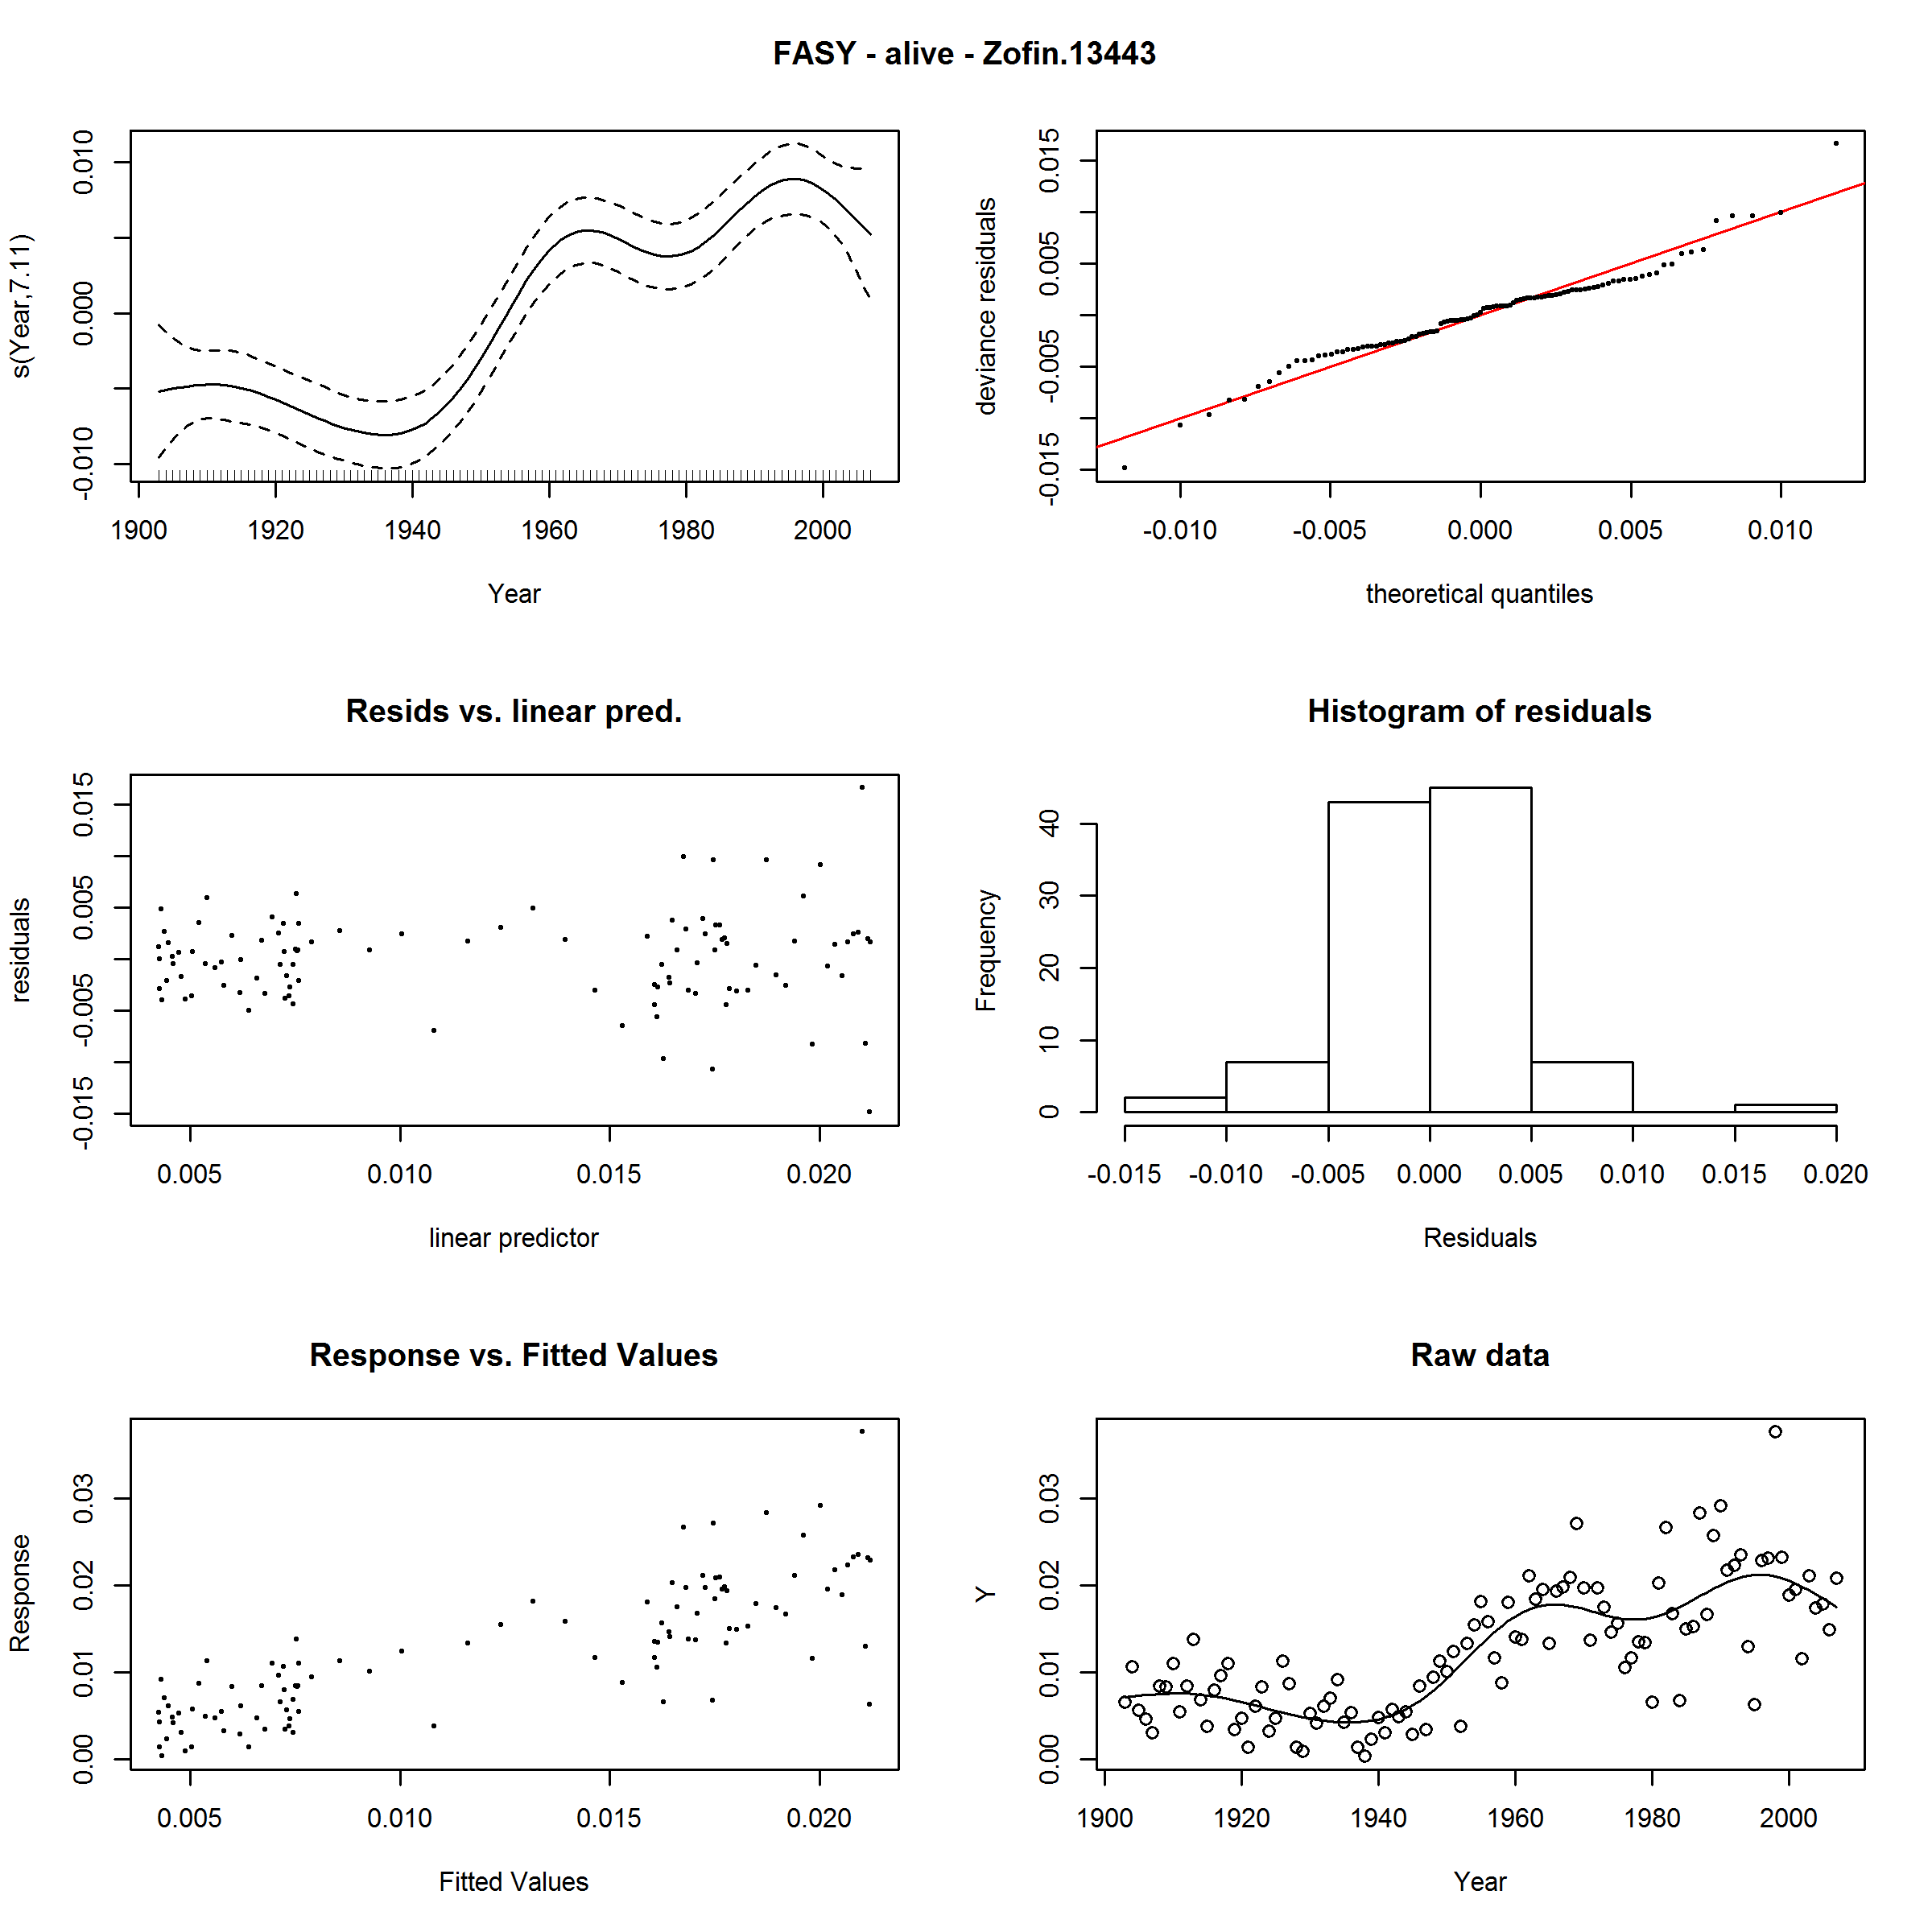 FASY - alive - Zofin.13443
s(Year,7.11)
-0.010 0.000 0.010
1900 1920 1940 1960 1980 2000
Year
deviance residuals
-0.015 -0.005 0.005 0.015
-0.010 -0.005 0.000 0.005 0.010
theoretical quantiles
Resids vs. linear pred.
residuals
-0.015 -0.005 0.005 0.015
0.005 0.010 0.015 0.020
linear predictor
Histogram of residuals
Frequency
0 10 20 30 40
-0.015 -0.010 -0.005 0.000 0.005 0.010 0.015 0.020
Residuals
Response vs. Fitted Values
Response
0.00 0.01 0.02 0.03
0.005 0.010 0.015 0.020
Fitted Values
Raw data
Y
0.00 0.01 0.02 0.03
1900 1920 1940 1960 1980 2000
Year